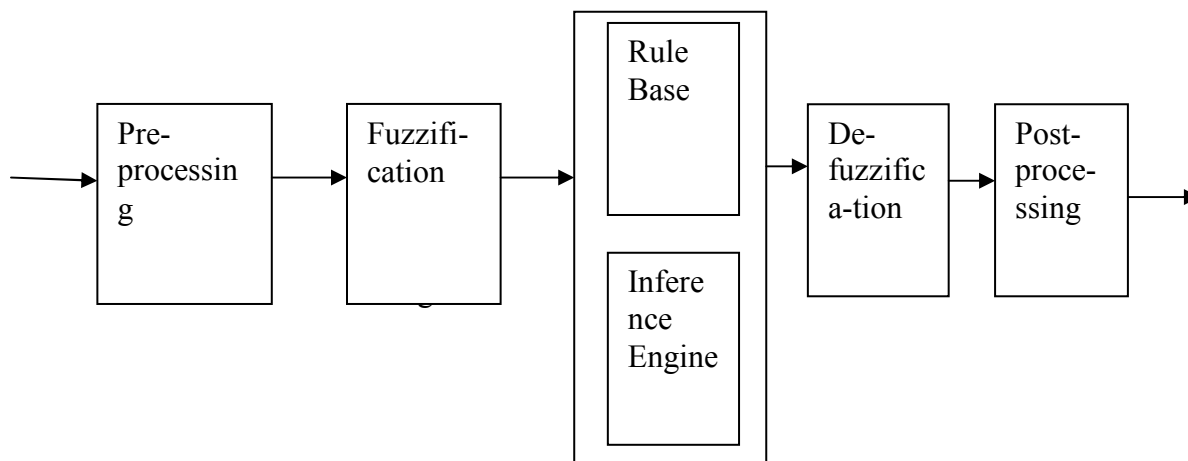 Pre-
processin
g
Fuzzifi-
cation
Rule
Base
Infere
nce
Engine
De-
fuzzific
a-tion
Post-
proce-
ssing